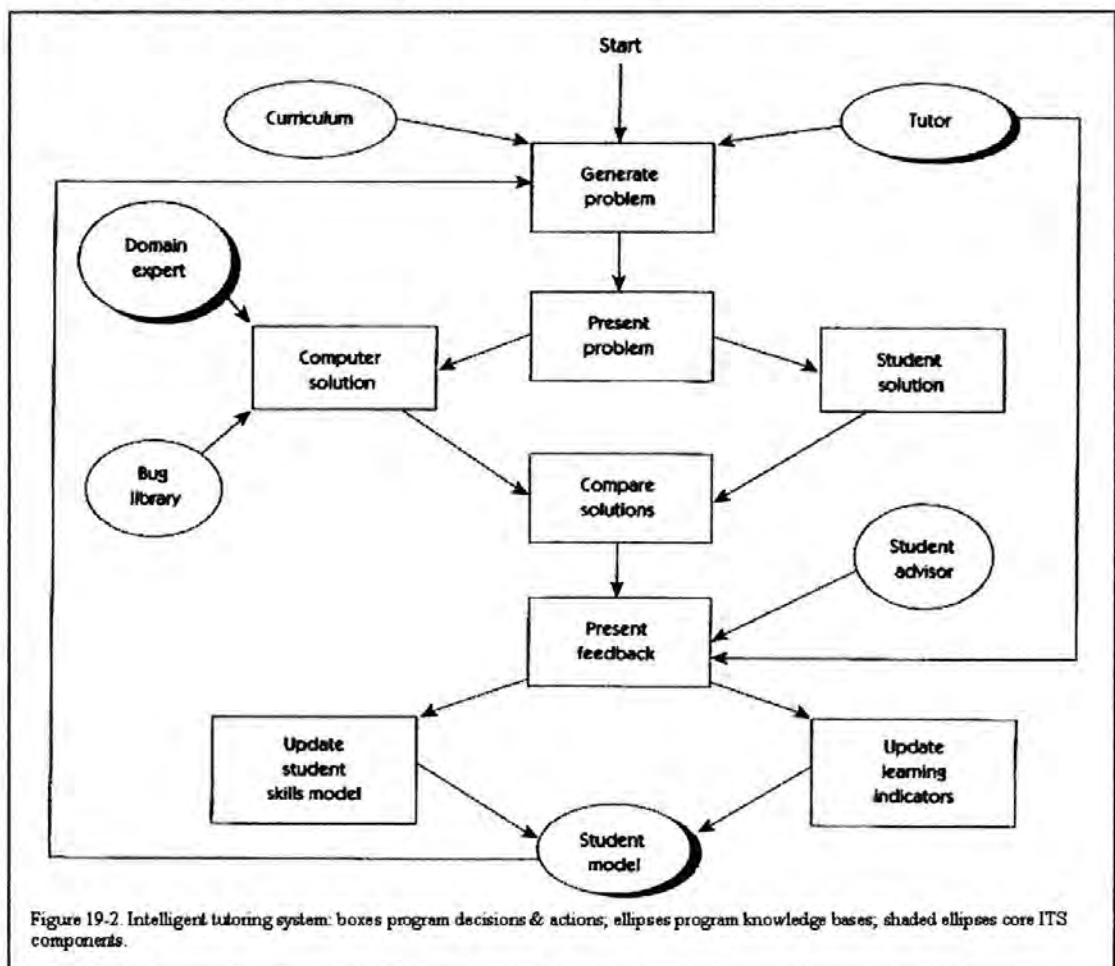 Start
Curriculum
Tutor
Generate
problem
Domain
expert
Present
problem
Computer
solution
Student
solution
Bug
library
Compare
solutions
Student
advisor
Present
feedback
Update
student
skills model
Update
learning
indicators
Student
model
Figure 19-2. Intelligent tutoring system: boxes program decisions & actions; ellipses program knowledge bases; shaded ellipses core ITS
components.